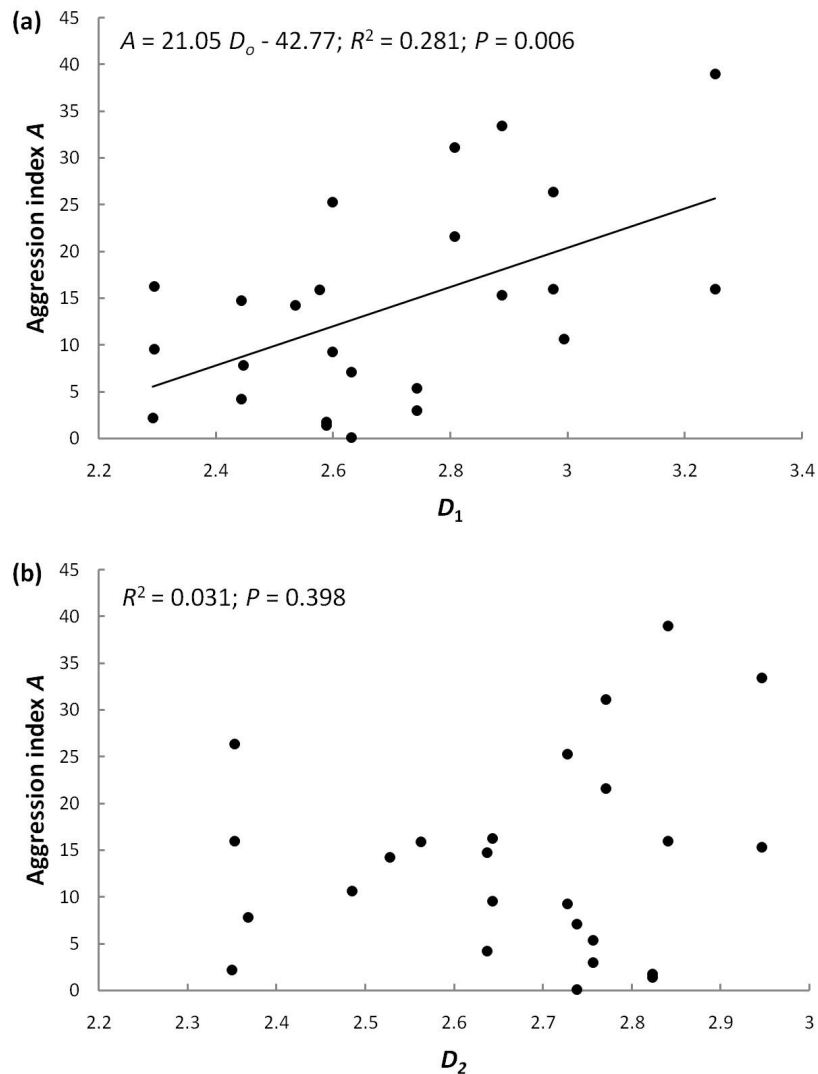 (a)
A = 21.05 Dₒ - 42.77; R² = 0.281; P = 0.006
Aggression index A
45
40
35
30
25
20
15
10
5
0
2.2 2.4 2.6 2.8 3 3.2 3.4
D₁
(b)
R² = 0.031; P = 0.398
Aggression index A
45
40
35
30
25
20
15
10
5
0
2.2 2.3 2.4 2.5 2.6 2.7 2.8 2.9 3
D₂